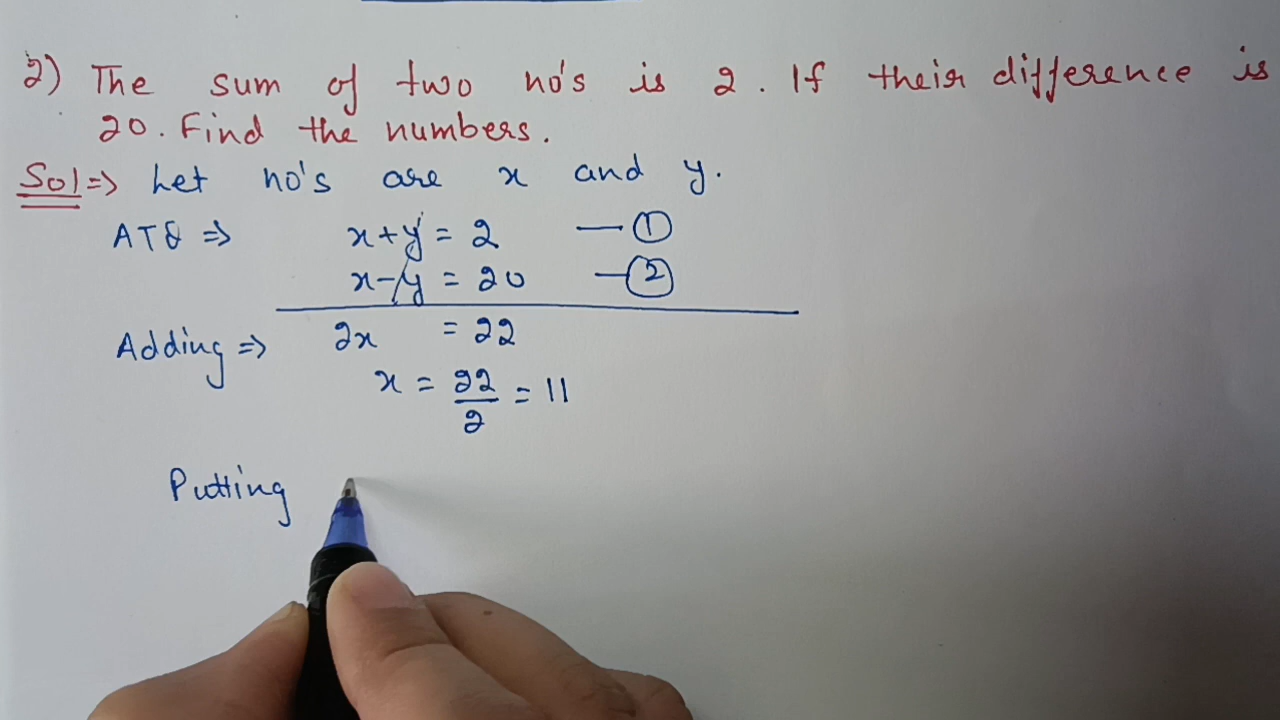 2) The sum of two no's is 2. If their difference is
20. Find the numbers.
Sol => Let no's are x and y.
ATQ => x+y = 2 — ①
x-y = 20 — ②
Adding => 2x = 22
x = 22/2 = 11
Putting